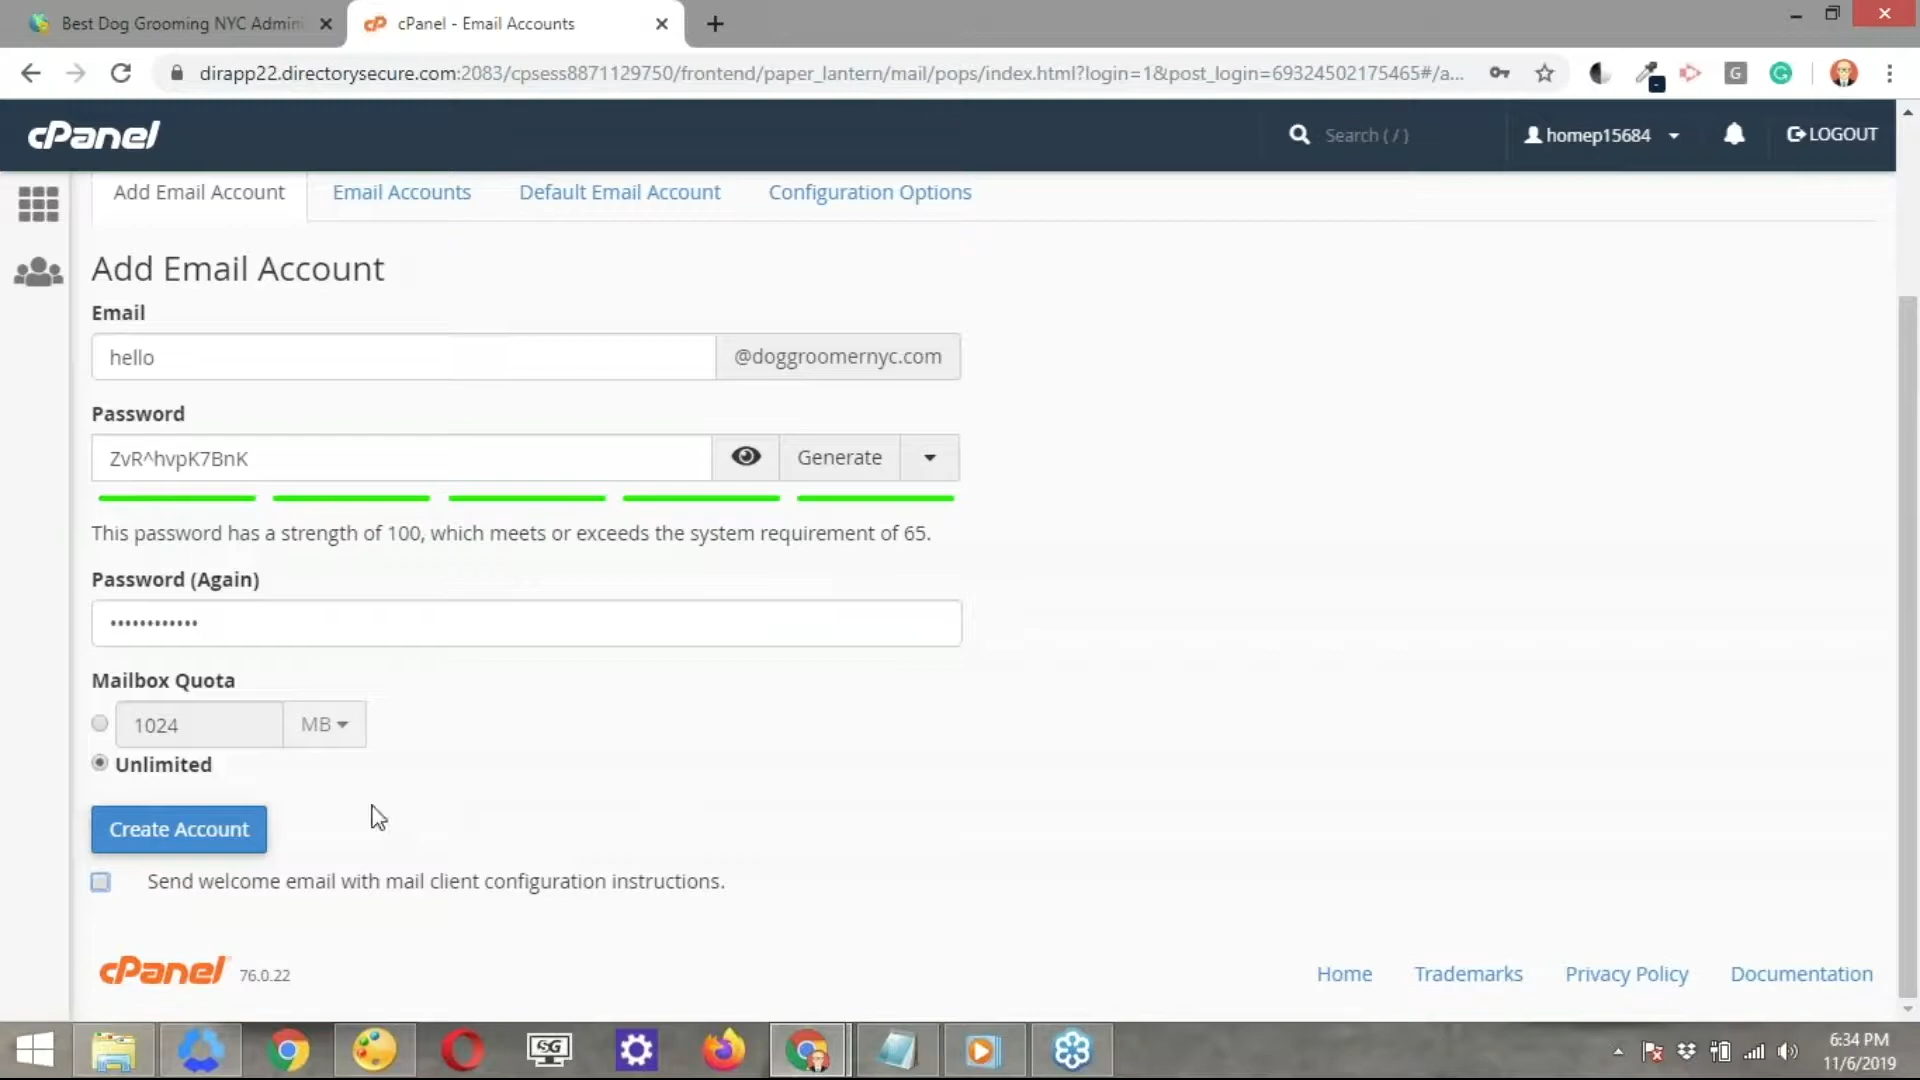 Best Dog Grooming NYC Admin
cPanel - Email Accounts
dirapp22.directorysecure.com:2083/cpsess8871129750/frontend/paper_lantern/mail/pops/index.html?login=1&post_login=69324502175465#/a...
cPanel
Search ( / )
homep15684
LOGOUT
Add Email Account
Email Accounts
Default Email Account
Configuration Options
Add Email Account
Email
hello
@doggroomernyc.com
Password
ZvR^hvpK7BnK
Generate
This password has a strength of 100, which meets or exceeds the system requirement of 65.
Password (Again)
••••••••••••
Mailbox Quota
1024
MB
Unlimited
Create Account
Send welcome email with mail client configuration instructions.
cPanel 76.0.22
Home
Trademarks
Privacy Policy
Documentation
SG
6:34 PM
11/6/2019